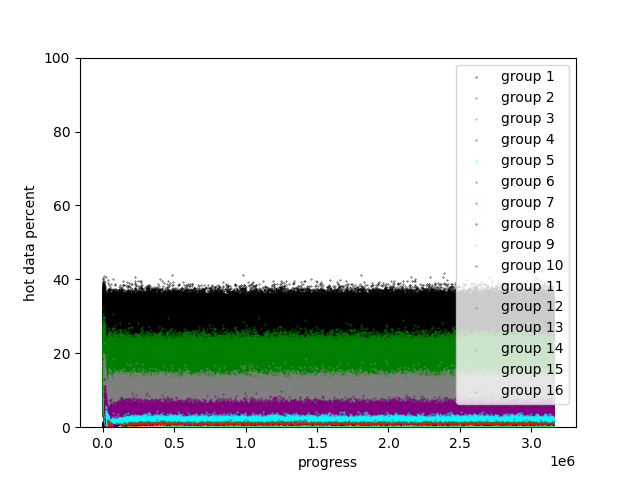 100
80
60
40
20
0
hot data percent
0.0 0.5 1.0 1.5 2.0 2.5 3.0
1e6
progress
group 1
group 2
group 3
group 4
group 5
group 6
group 7
group 8
group 9
group 10
group 11
group 12
group 13
group 14
group 15
group 16